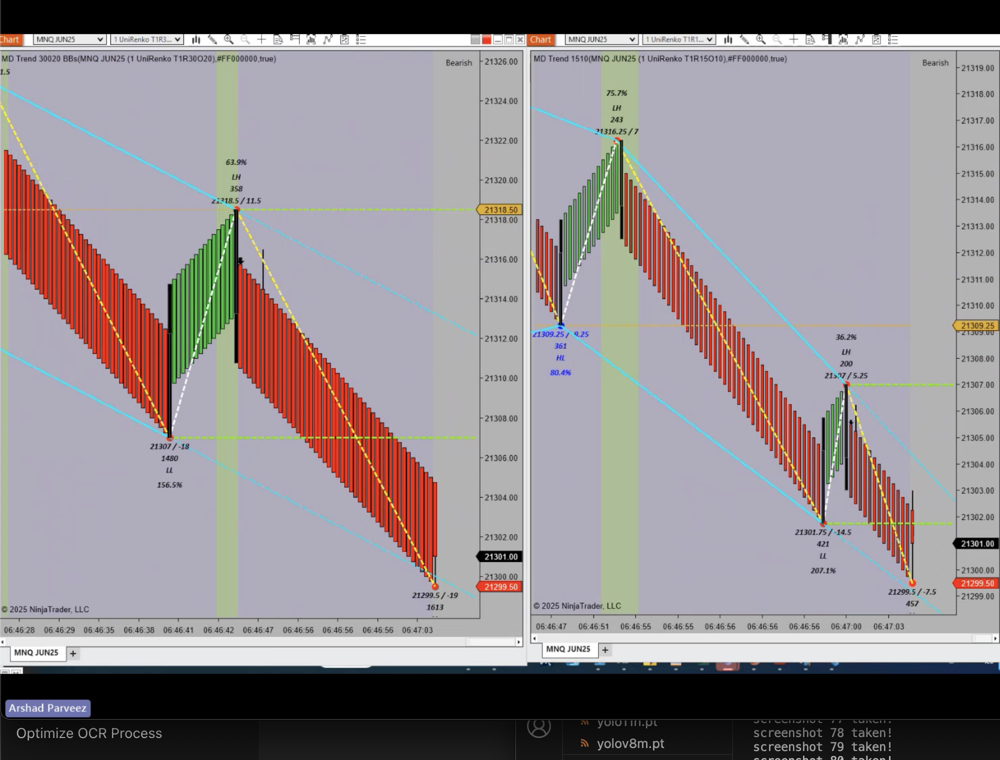 Chart
MNQ JUN25
1 UniRenko T1R3...
MD Trend 30020 BBs(MNQ JUN25 (1 UniRenko T1R30O20),#FF000000,true)
Bearish
1.5
63.9%
LH
358
21318.5 / 11.5
21307 / -18
1480
LL
156.5%
21299.5 / -19
1613
21326.00
21324.00
21322.00
21320.00
21318.50
21318.00
21316.00
21314.00
21312.00
21310.00
21308.00
21306.00
21304.00
21302.00
21301.00
21300.00
21299.50
© 2025 NinjaTrader, LLC
06:46:28 06:46:29 06:46:35 06:46:38 06:46:41 06:46:42 06:46:47 06:46:56 06:46:56 06:47:03
MNQ JUN25 +
Chart
MNQ JUN25
1 UniRenko T1R1...
MD Trend 1510(MNQ JUN25 (1 UniRenko T1R15O10),#FF000000,true)
Bearish
75.7%
LH
243
21316.25 / 7
21309.25 / -9.25
361
HL
80.4%
36.2%
LH
200
21307 / 5.25
21301.75 / -14.5
421
LL
207.1%
21299.5 / -7.5
457
21319.00
21318.00
21317.00
21316.00
21315.00
21314.00
21313.00
21312.00
21311.00
21310.00
21309.25
21309.00
21308.00
21307.00
21306.00
21305.00
21304.00
21303.00
21302.00
21301.00
21300.00
21299.50
21299.00
© 2025 NinjaTrader, LLC
06:46:47 06:46:51 06:46:55 06:46:55 06:46:56 06:46:56 07:47:00 06:47:03
MNQ JUN25 +
Arshad Parveez
Optimize OCR Process
yolo11n.pt
yolov8m.pt
screenshot 77 taken!
screenshot 78 taken!
screenshot 79 taken!
screenshot 80 taken!